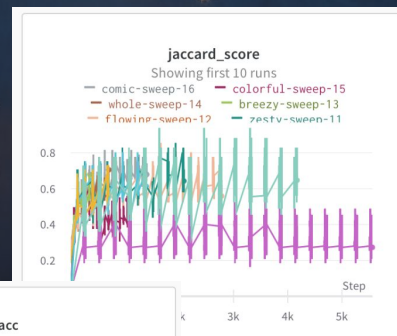 jaccard_score
Showing first 10 runs
comic-sweep-16 colorful-sweep-15
whole-sweep-14 breezy-sweep-13
flowing-sweep-12 zesty-sweep-11
0.8
0.6
0.4
0.2
Step
k 3k 4k 5k
acc